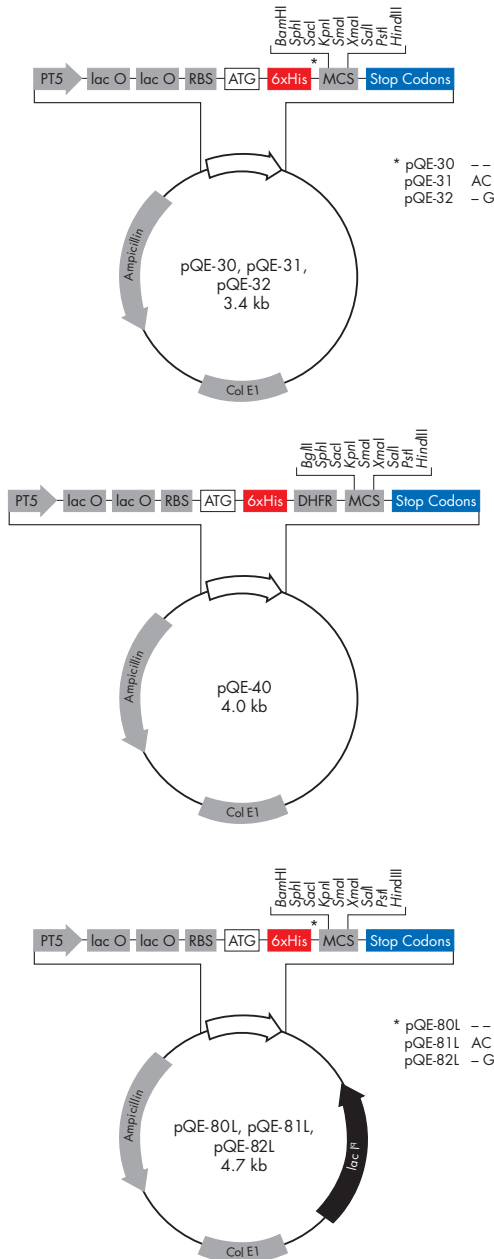 BamHI
SphI
SacI
KpnI
SmaI
XmaI
SalI
PstI
HindIII
*
PT5 lac O lac O RBS ATG 6xHis MCS Stop Codons
* pQE-30 – –
pQE-31 AC
pQE-32 – G
Ampicillin
pQE-30, pQE-31,
pQE-32
3.4 kb
Col E1
BglII
SphI
SacI
KpnI
SmaI
XmaI
SalI
PstI
HindIII
PT5 lac O lac O RBS ATG 6xHis DHFR MCS Stop Codons
Ampicillin
pQE-40
4.0 kb
Col E1
BamHI
SphI
SacI
KpnI
SmaI
XmaI
SalI
PstI
HindIII
*
PT5 lac O lac O RBS ATG 6xHis MCS Stop Codons
* pQE-80L – –
pQE-81L AC
pQE-82L – G
Ampicillin
pQE-80L, pQE-81L,
pQE-82L
4.7 kb
lac Iq
Col E1